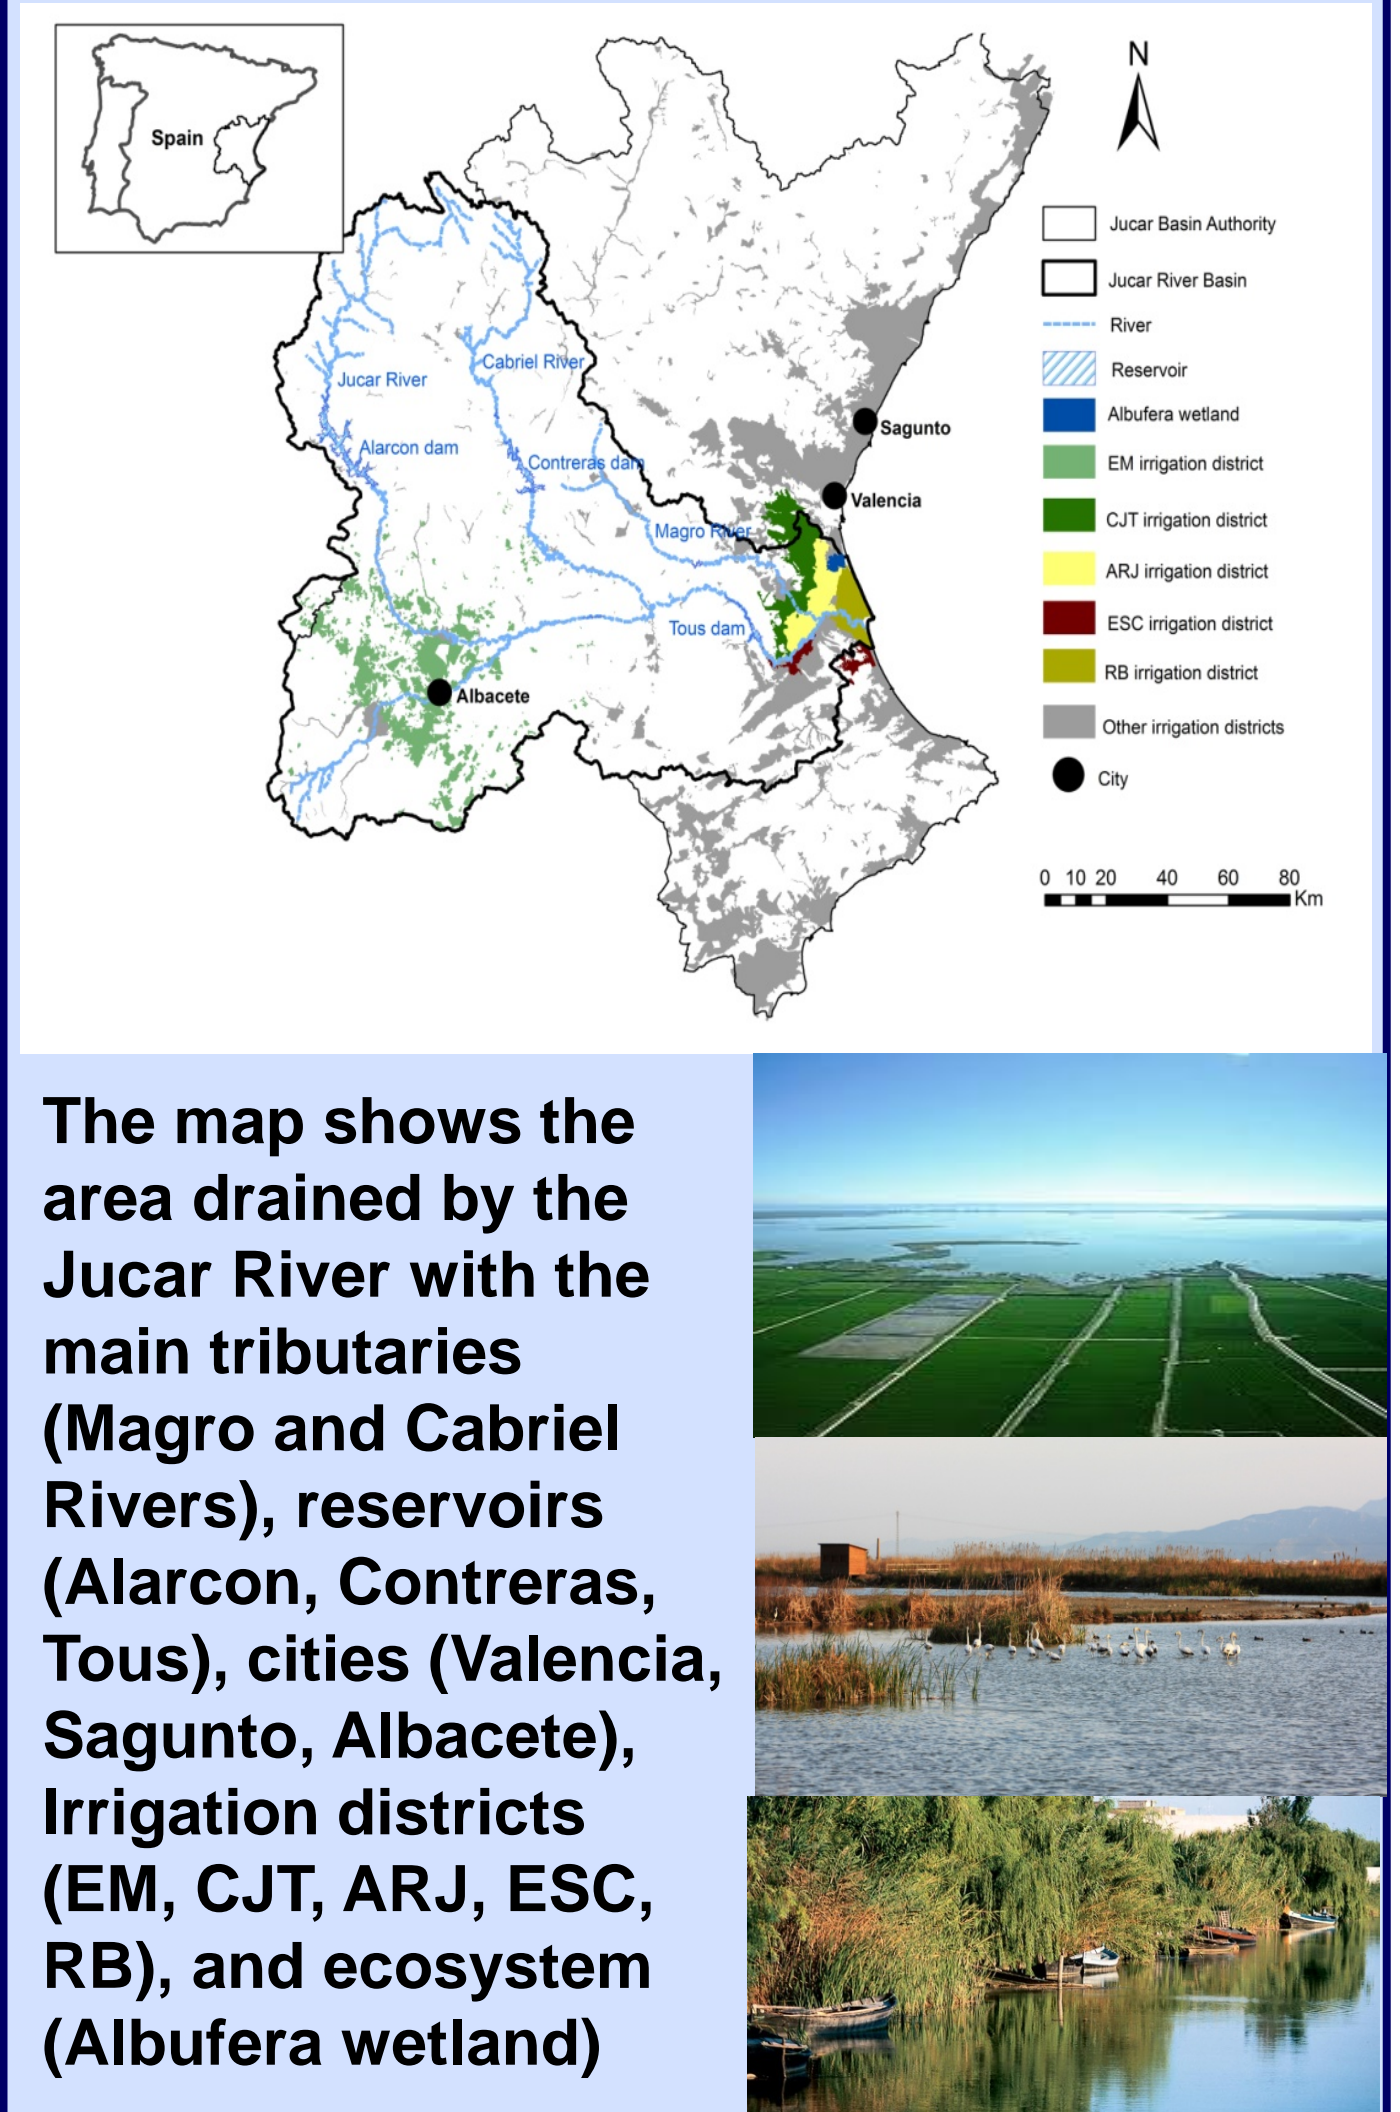 Spain
N
Jucar Basin Authority
Jucar River Basin
River
Reservoir
Albufera wetland
EM irrigation district
CJT irrigation district
ARJ irrigation district
ESC irrigation district
RB irrigation district
Other irrigation districts
City
0 10 20 40 60 80
Km
Cabriel River
Jucar River
Alarcon dam
Contreras dam
Sagunto
Valencia
Magro River
Tous dam
Albacete
The map shows the
area drained by the
Jucar River with the
main tributaries
(Magro and Cabriel
Rivers), reservoirs
(Alarcon, Contreras,
Tous), cities (Valencia,
Sagunto, Albacete),
Irrigation districts
(EM, CJT, ARJ, ESC,
RB), and ecosystem
(Albufera wetland)